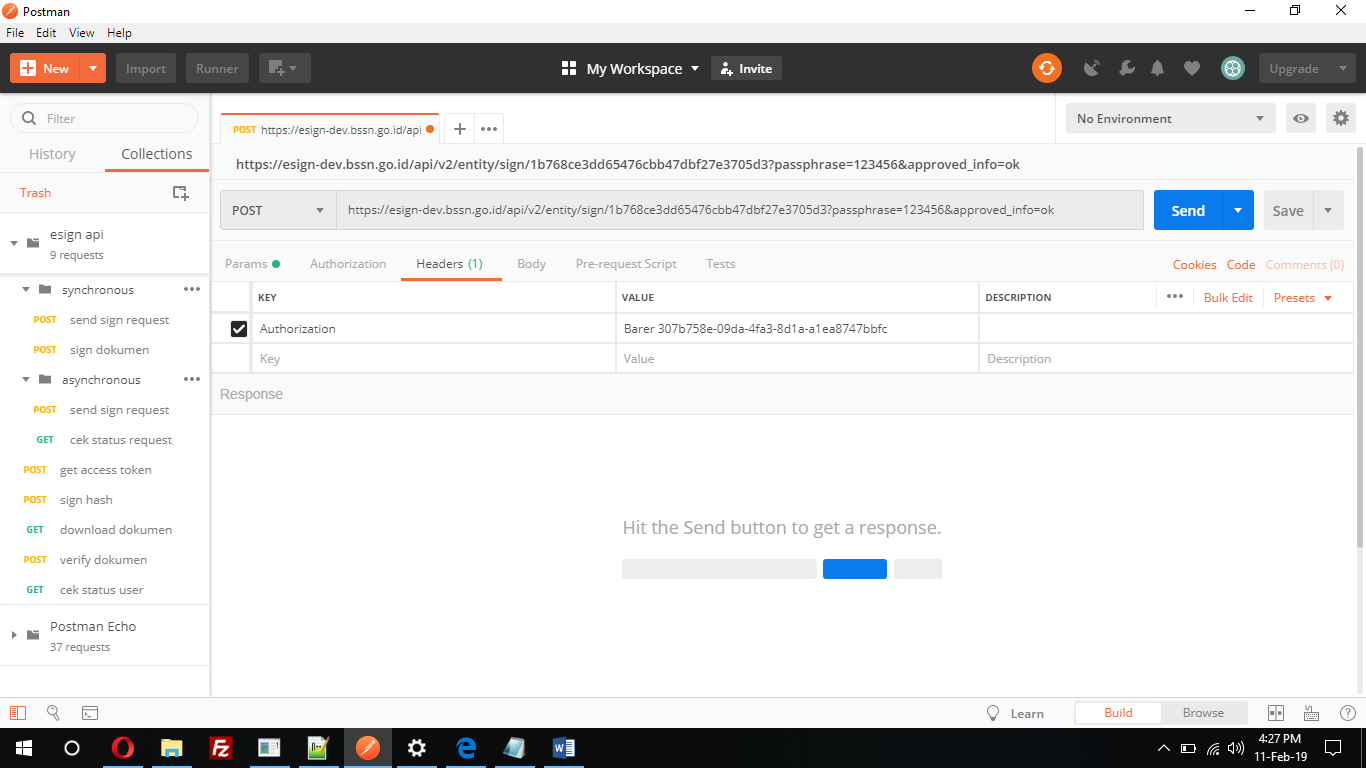 Postman
File Edit View Help
New Import Runner My Workspace Invite Upgrade
Filter
History Collections
Trash
esign api
9 requests
synchronous
POST send sign request
POST sign dokumen
asynchronous
POST send sign request
GET cek status request
POST get access token
POST sign hash
GET download dokumen
POST verify dokumen
GET cek status user
Postman Echo
37 requests
POST https://esign-dev.bssn.go.id/api
No Environment
https://esign-dev.bssn.go.id/api/v2/entity/sign/1b768ce3dd65476cbb47dbf27e3705d3?passphrase=123456&approved_info=ok
POST https://esign-dev.bssn.go.id/api/v2/entity/sign/1b768ce3dd65476cbb47dbf27e3705d3?passphrase=123456&approved_info=ok Send Save
Params Authorization Headers (1) Body Pre-request Script Tests Cookies Code Comments (0)
KEY VALUE DESCRIPTION Bulk Edit Presets
Authorization Barer 307b758e-09da-4fa3-8d1a-a1ea8747bbfc
Key Value Description
Response
Hit the Send button to get a response.
Learn Build Browse
4:27 PM
11-Feb-19